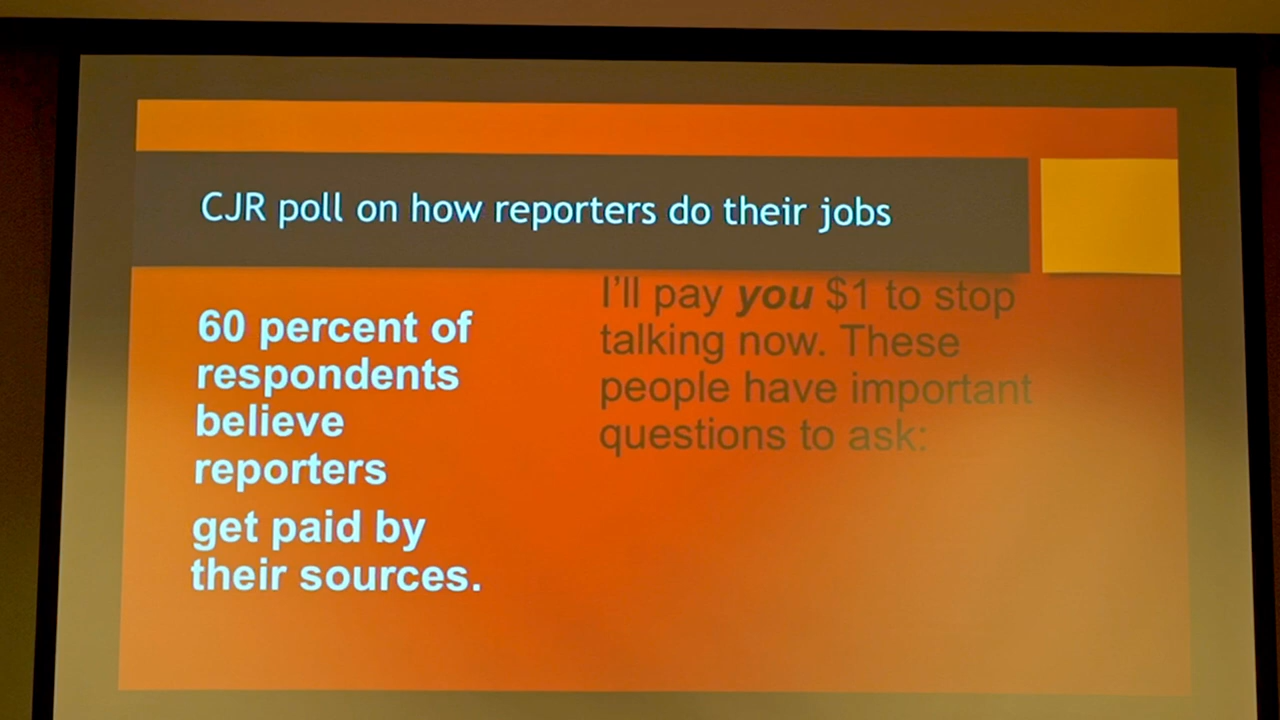 CJR poll on how reporters do their jobs
60 percent of
respondents
believe
reporters
get paid by
their sources.
I'll pay you $1 to stop
talking now. These
people have important
questions to ask: